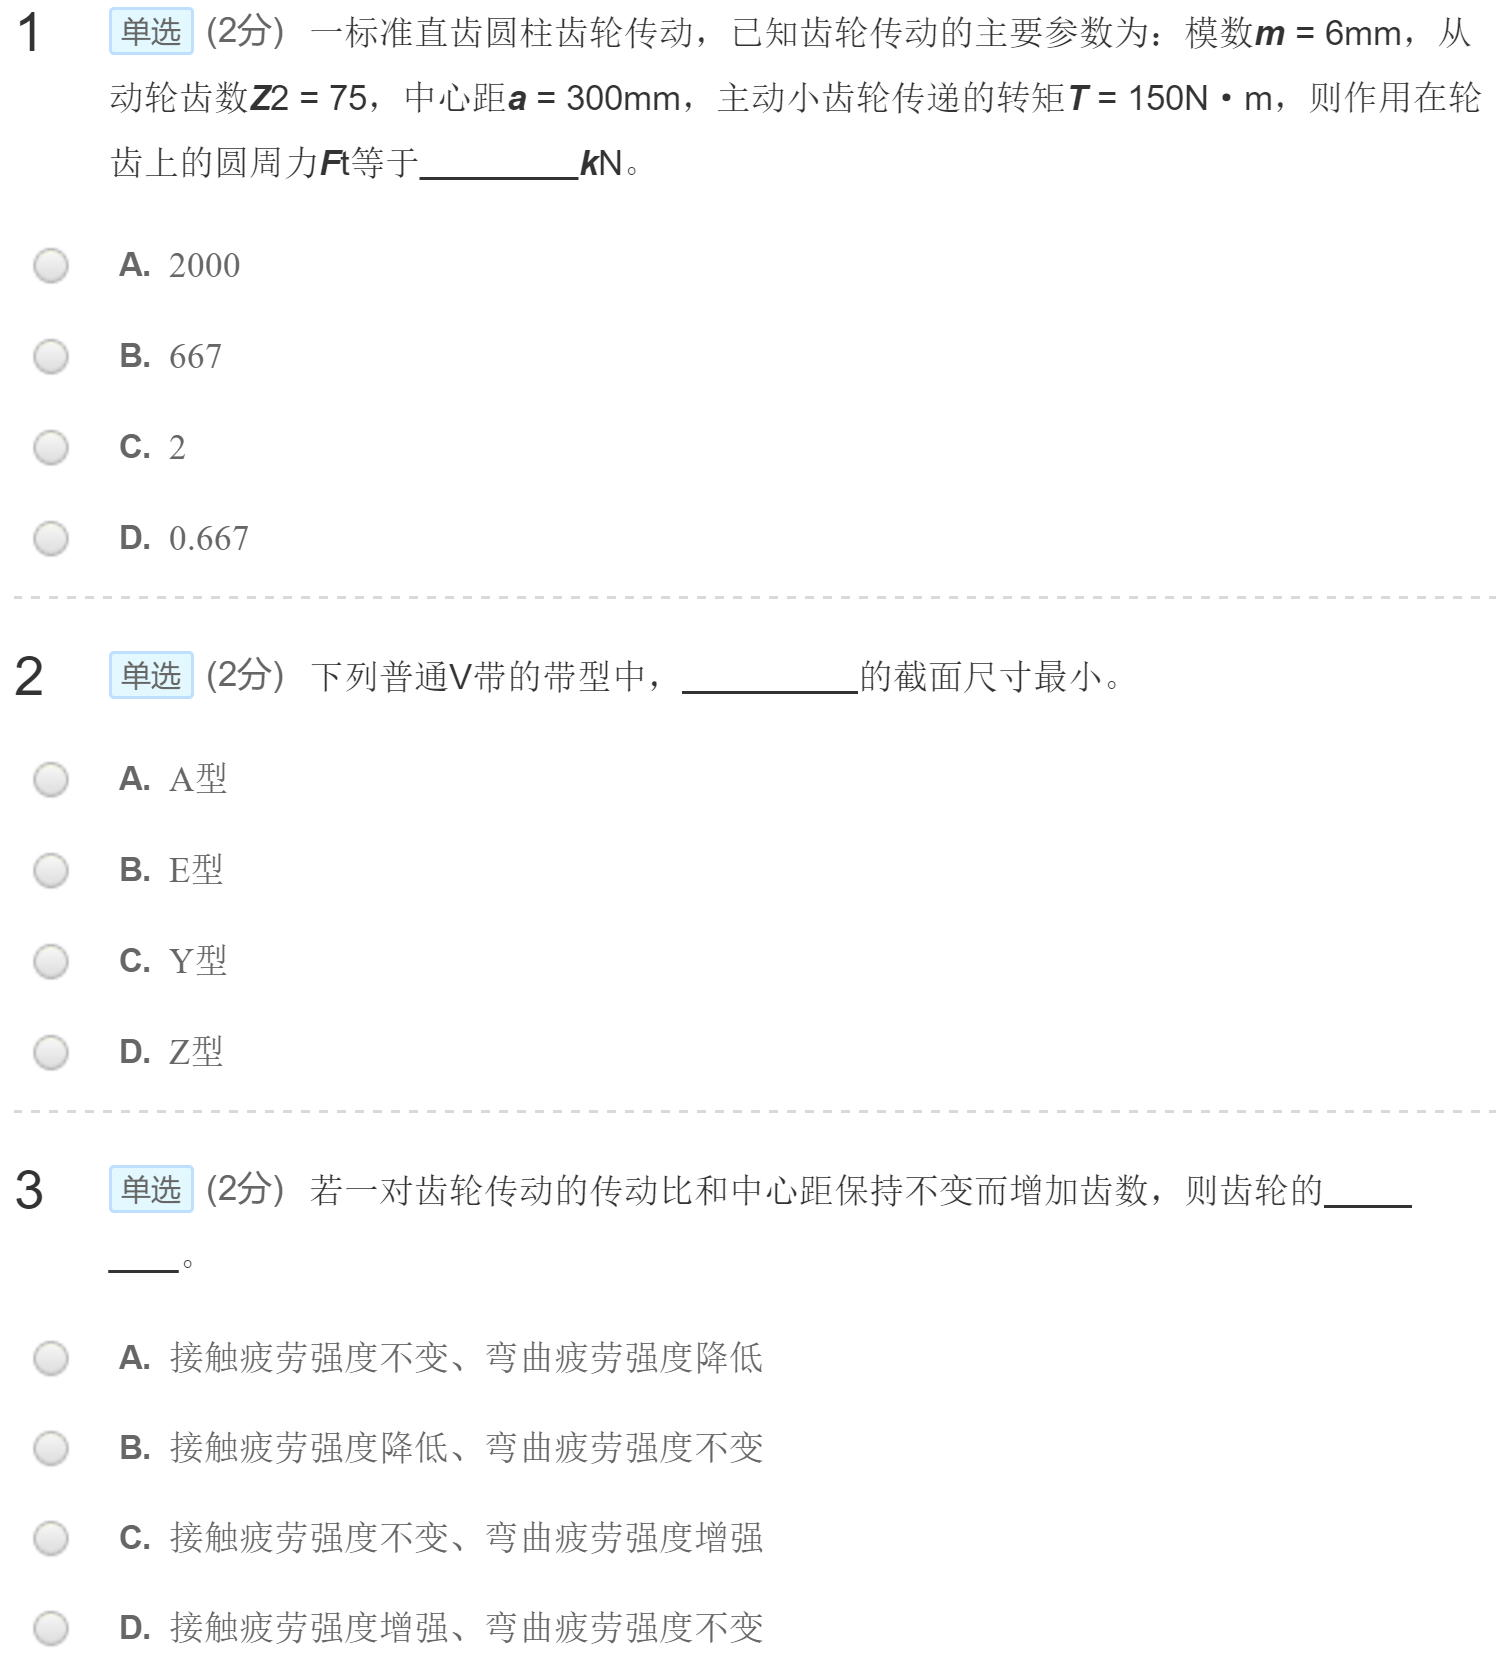 1 单选 (2分) 一标准直齿圆柱齿轮传动，已知齿轮传动的主要参数为：模数m = 6mm，从
动轮齿数Z2 = 75，中心距a = 300mm，主动小齿轮传递的转矩T = 150N·m，则作用在轮
齿上的圆周力Ft等于_________kN。
A. 2000
B. 667
C. 2
D. 0.667
2 单选 (2分) 下列普通V带的带型中，__________的截面尺寸最小。
A. A型
B. E型
C. Y型
D. Z型
3 单选 (2分) 若一对齿轮传动的传动比和中心距保持不变而增加齿数，则齿轮的_____
____。
A. 接触疲劳强度不变、弯曲疲劳强度降低
B. 接触疲劳强度降低、弯曲疲劳强度不变
C. 接触疲劳强度不变、弯曲疲劳强度增强
D. 接触疲劳强度增强、弯曲疲劳强度不变